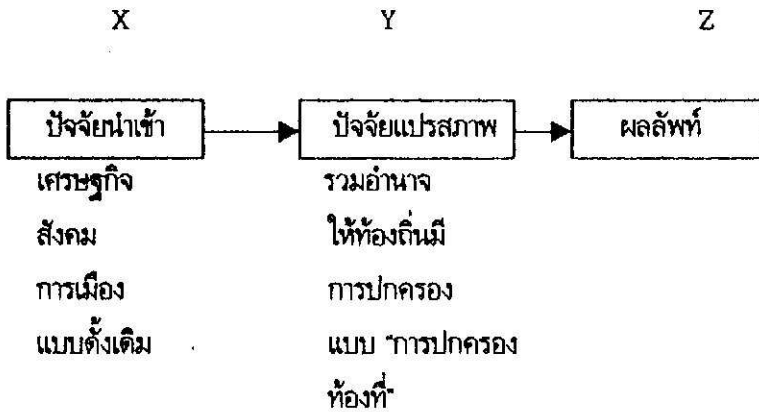 X Y Z
ปัจจัยนำเข้า ปัจจัยแปรสภาพ ผลลัพท์
เศรษฐกิจ รวมอำนาจ
สังคม ให้ท้องถิ่นมี
การเมือง การปกครอง
แบบดั้งเดิม แบบ "การปกครอง
ท้องที่"